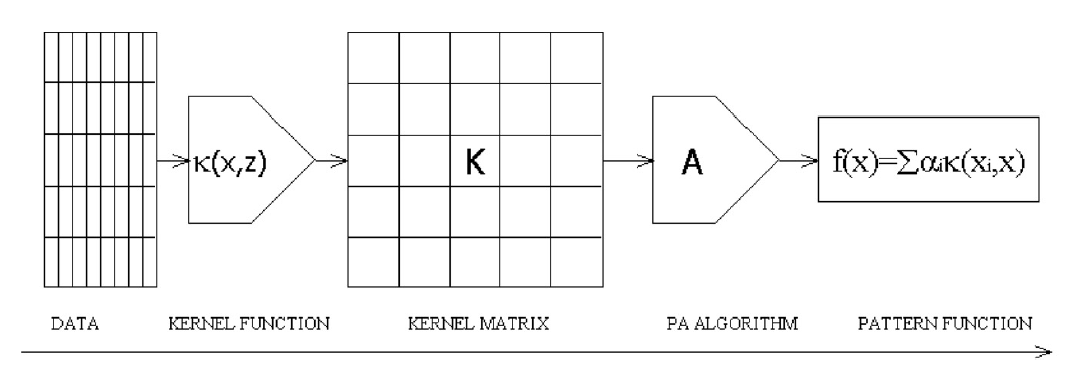 κ(x,z)
K
A
f(x)=∑αᵢκ(xᵢ,x)
DATA
KERNEL FUNCTION
KERNEL MATRIX
PA ALGORITHM
PATTERN FUNCTION